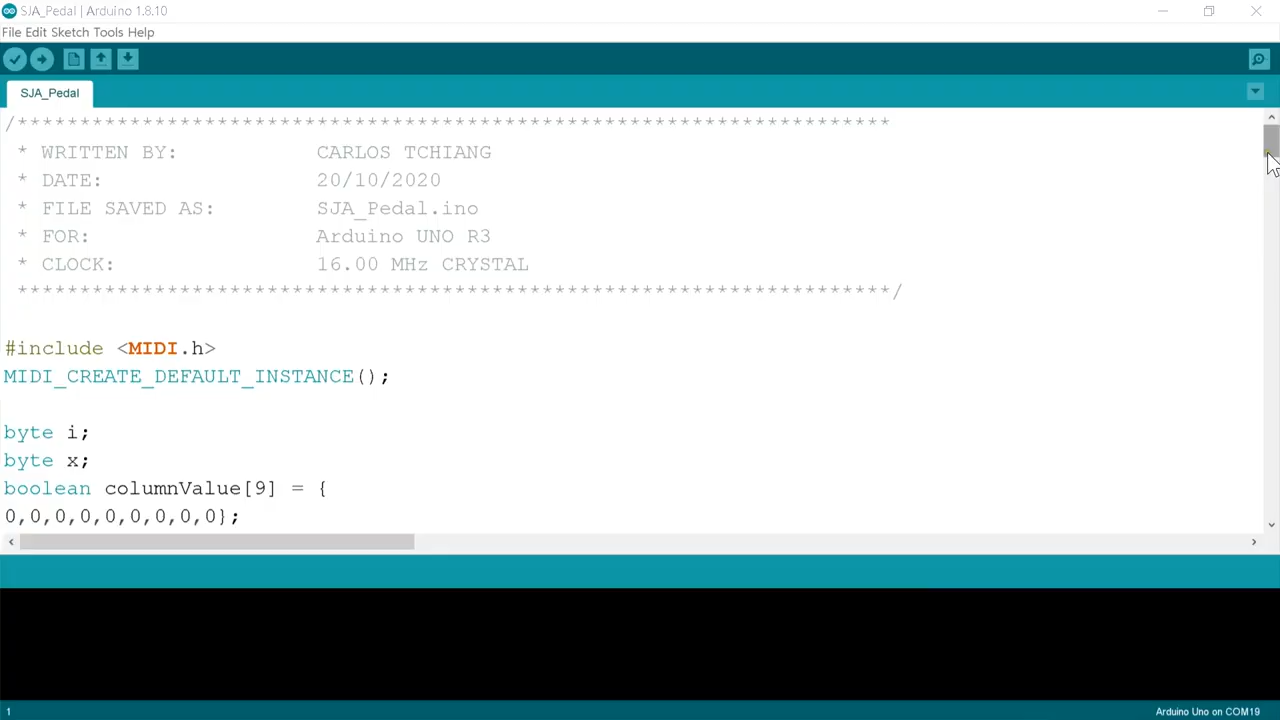 SJA_Pedal | Arduino 1.8.10
File Edit Sketch Tools Help
SJA_Pedal
/**********************************************************************
* WRITTEN BY: CARLOS TCHIANG
* DATE: 20/10/2020
* FILE SAVED AS: SJA_Pedal.ino
* FOR: Arduino UNO R3
* CLOCK: 16.00 MHz CRYSTAL
**********************************************************************/
#include <MIDI.h>
MIDI_CREATE_DEFAULT_INSTANCE();
byte i;
byte x;
boolean columnValue[9] = {
0,0,0,0,0,0,0,0,0};
1
Arduino Uno on COM19